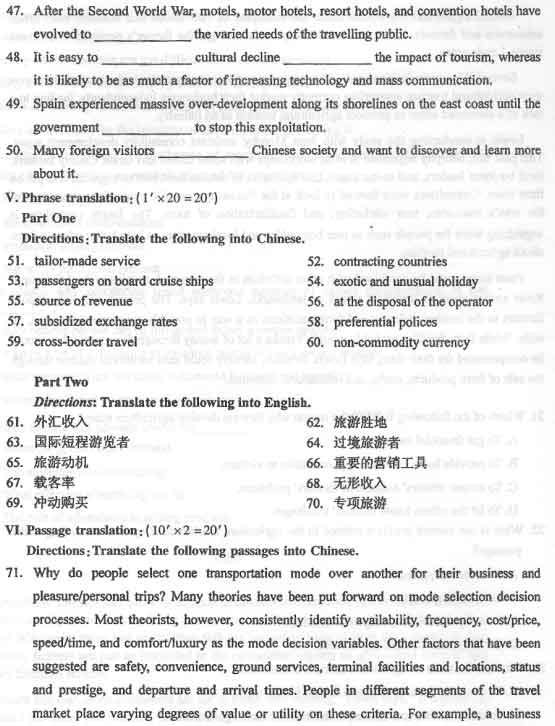 47. After the Second World War, motels, motor hotels, resort hotels, and convention hotels have
evolved to ____________ the varied needs of the travelling public.
48. It is easy to ____________ cultural decline ____________ the impact of tourism, whereas
it is likely to be as much a factor of increasing technology and mass communication.
49. Spain experienced massive over-development along its shorelines on the east coast until the
government ____________ to stop this exploitation.
50. Many foreign visitors ____________ Chinese society and want to discover and learn more
about it.
V. Phrase translation: (1′×20=20′)
Part One
Directions: Translate the following into Chinese.
51. tailor-made service 52. contracting countries
53. passengers on board cruise ships 54. exotic and unusual holiday
55. source of revenue 56. at the disposal of the operator
57. subsidized exchange rates 58. preferential polices
59. cross-border travel 60. non-commodity currency
Part Two
Directions: Translate the following into English.
61. 外汇收入 62. 旅游胜地
63. 国际短程游览者 64. 过境旅游者
65. 旅游动机 66. 重要的营销工具
67. 载客率 68. 无形收入
69. 冲动购买 70. 专项旅游
VI. Passage translation: (10′×2=20′)
Directions: Translate the following passages into Chinese.
71. Why do people select one transportation mode over another for their business and
pleasure/personal trips? Many theories have been put forward on mode selection decision
processes. Most theorists, however, consistently identify availability, frequency, cost/price,
speed/time, and comfort/luxury as the mode decision variables. Other factors that have been
suggested are safety, convenience, ground services, terminal facilities and locations, status
and prestige, and departure and arrival times. People in different segments of the travel
market place varying degrees of value or utility on these criteria. For example, a business